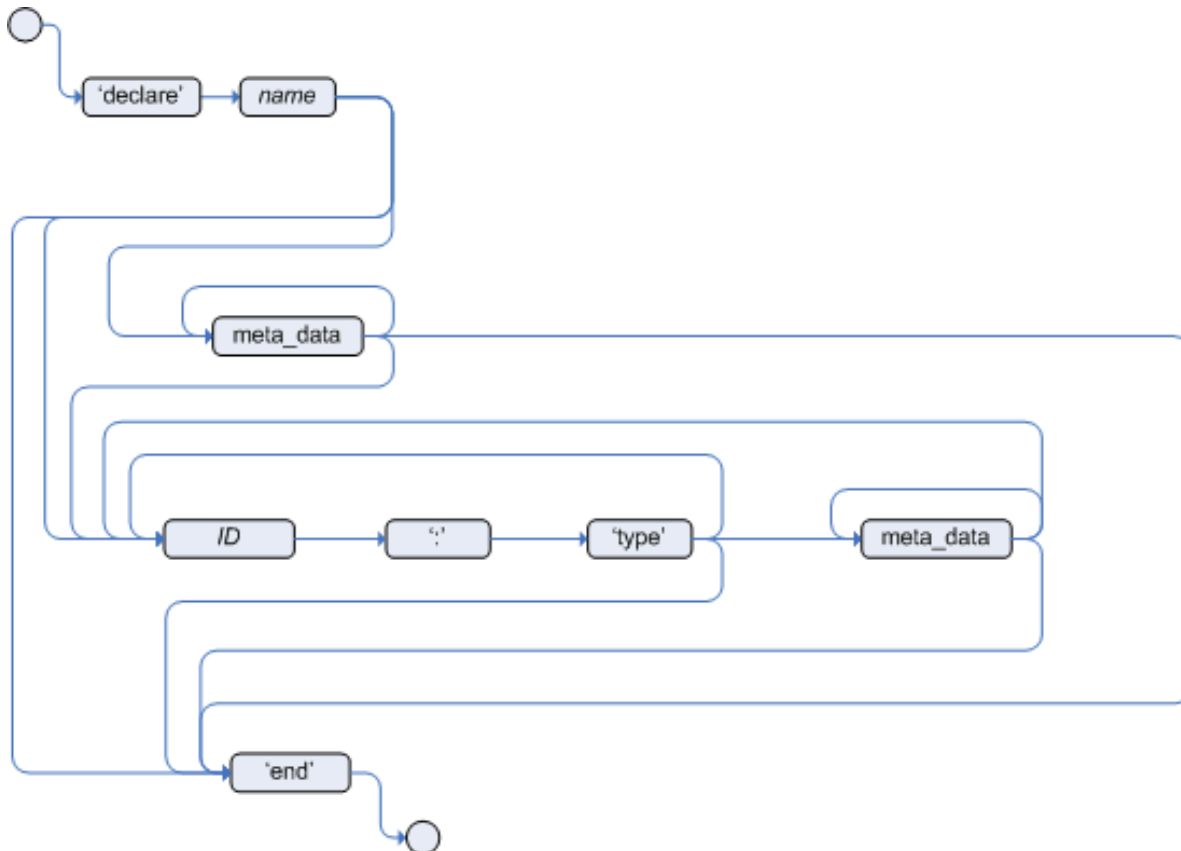 ‘declare’ name
meta_data
ID ‘:’ ‘type’ meta_data
‘end’